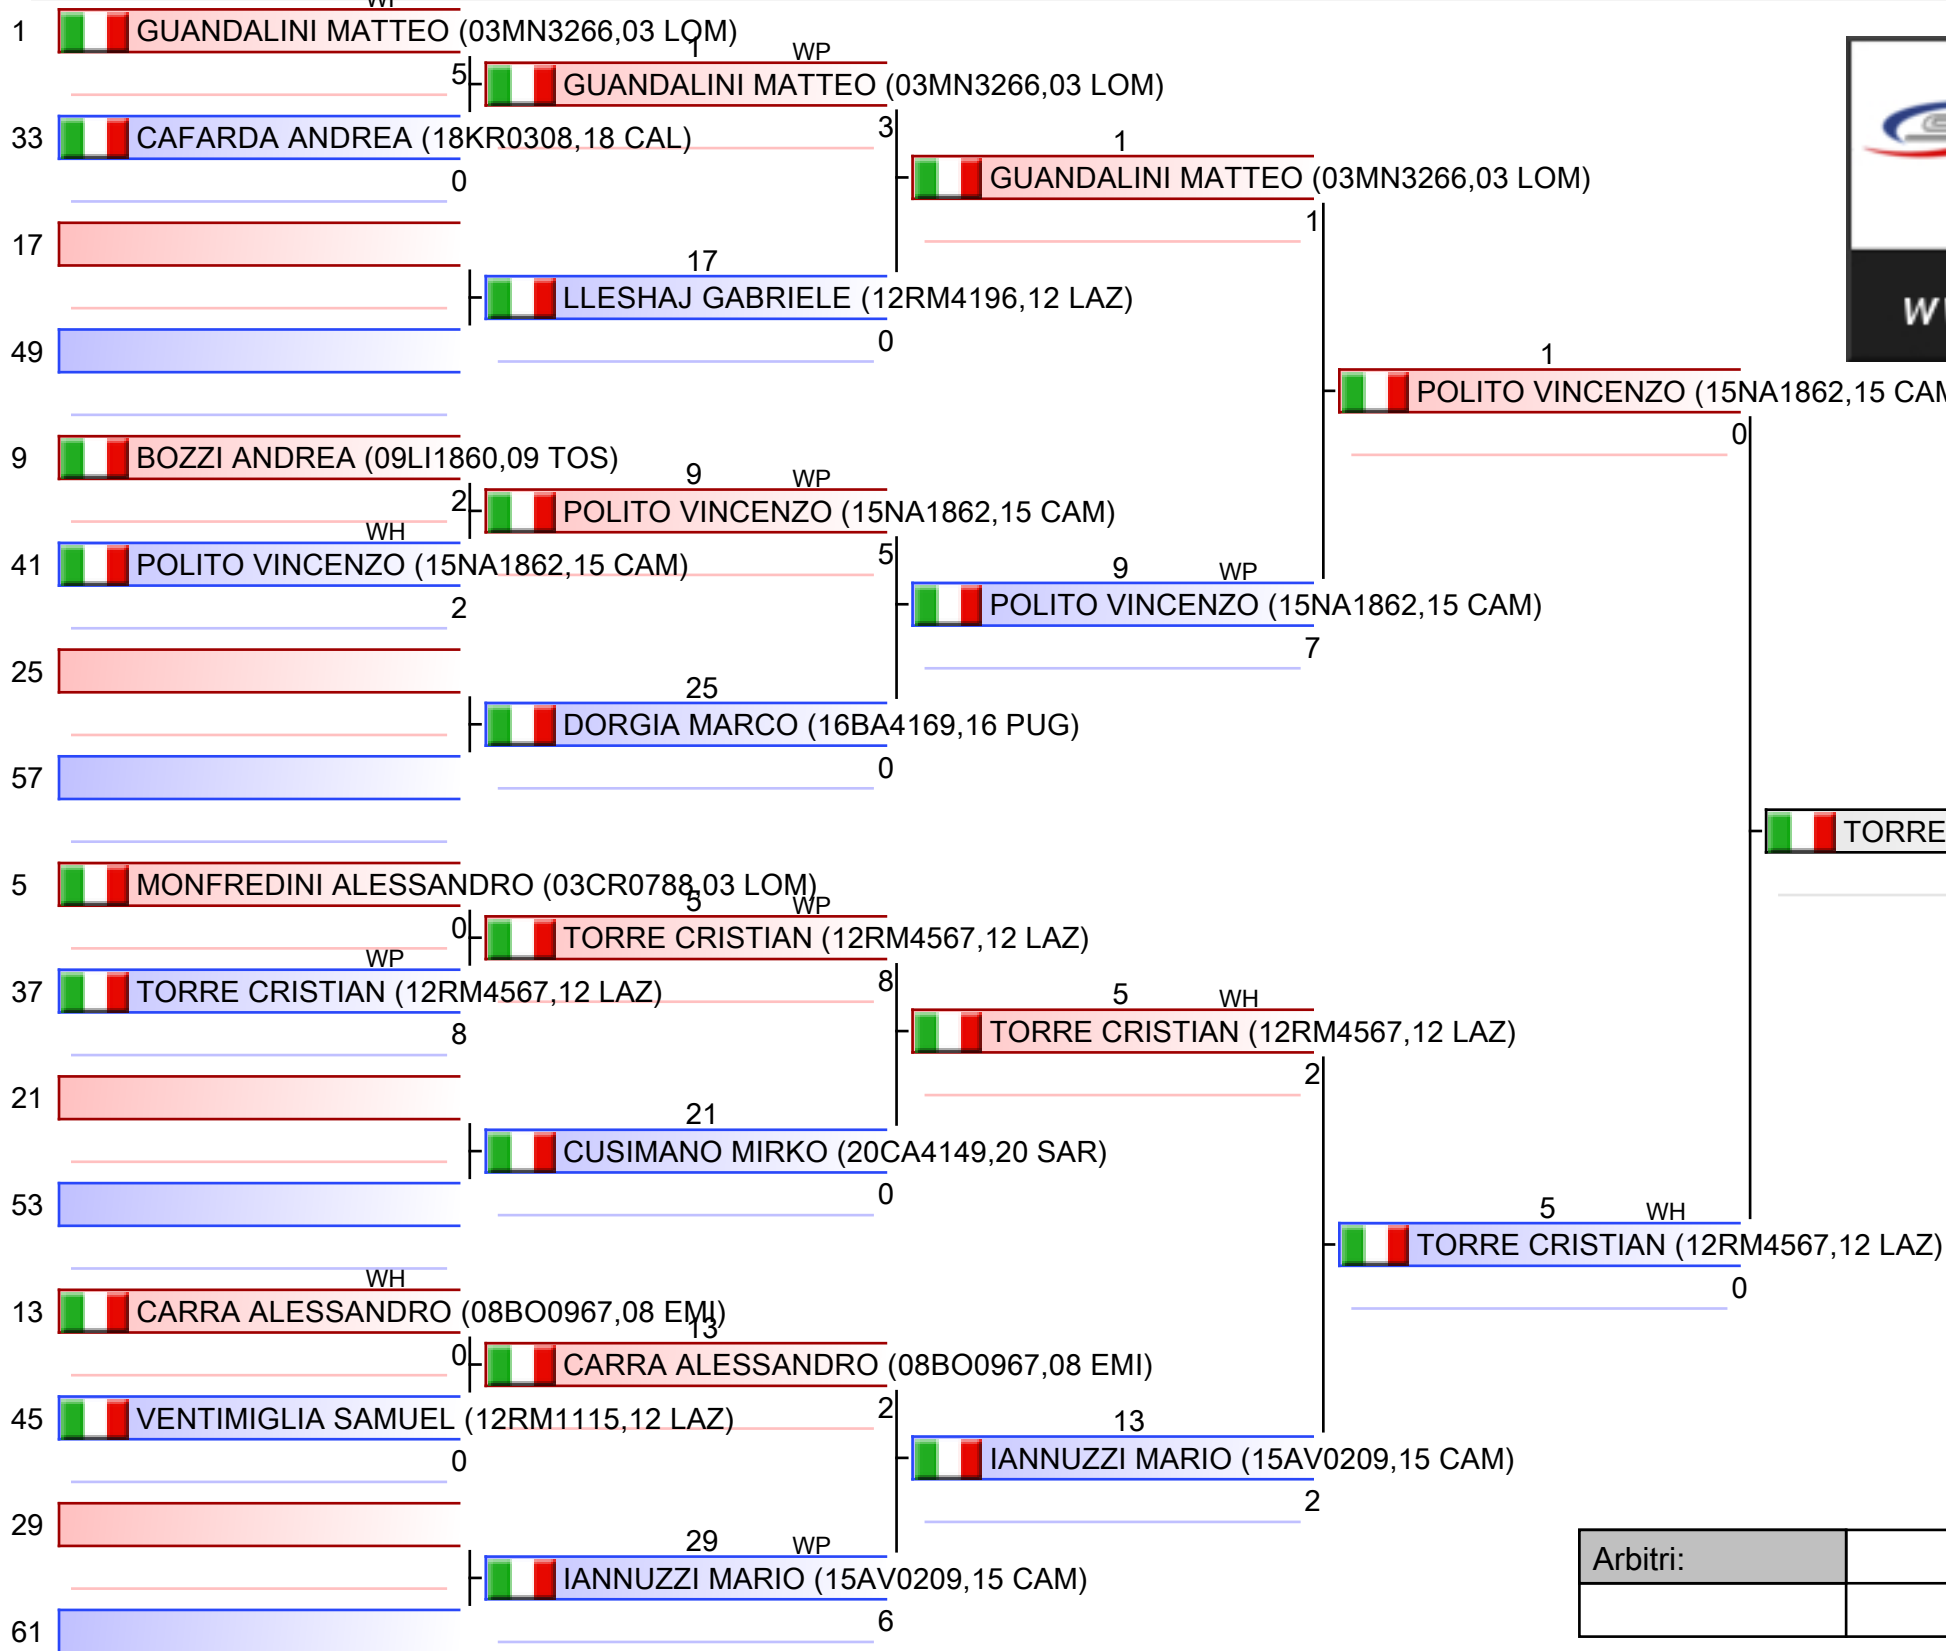 1 GUANDALINI MATTEO (03MN3266,03 LOM)
5
1 WP
GUANDALINI MATTEO (03MN3266,03 LOM)
33 CAFARDA ANDREA (18KR0308,18 CAL)
0
3
1
GUANDALINI MATTEO (03MN3266,03 LOM)
1
17
17
LLESHAJ GABRIELE (12RM4196,12 LAZ)
0
49
1
POLITO VINCENZO (15NA1862,15 CAM
0
9 BOZZI ANDREA (09LI1860,09 TOS)
2
9 WP
POLITO VINCENZO (15NA1862,15 CAM)
WH
41 POLITO VINCENZO (15NA1862,15 CAM)
2
5
9 WP
POLITO VINCENZO (15NA1862,15 CAM)
7
25
25
DORGIA MARCO (16BA4169,16 PUG)
0
57
TORRE
5 MONFREDINI ALESSANDRO (03CR0788,03 LOM)
0
5 WP
TORRE CRISTIAN (12RM4567,12 LAZ)
WP
37 TORRE CRISTIAN (12RM4567,12 LAZ)
8
8
5 WH
TORRE CRISTIAN (12RM4567,12 LAZ)
2
21
21
CUSIMANO MIRKO (20CA4149,20 SAR)
0
53
5 WH
TORRE CRISTIAN (12RM4567,12 LAZ)
0
WH
13 CARRA ALESSANDRO (08BO0967,08 EMI)
0
13
CARRA ALESSANDRO (08BO0967,08 EMI)
45 VENTIMIGLIA SAMUEL (12RM1115,12 LAZ)
0
2
13
IANNUZZI MARIO (15AV0209,15 CAM)
2
29
29 WP
IANNUZZI MARIO (15AV0209,15 CAM)
6
61
Arbitri: